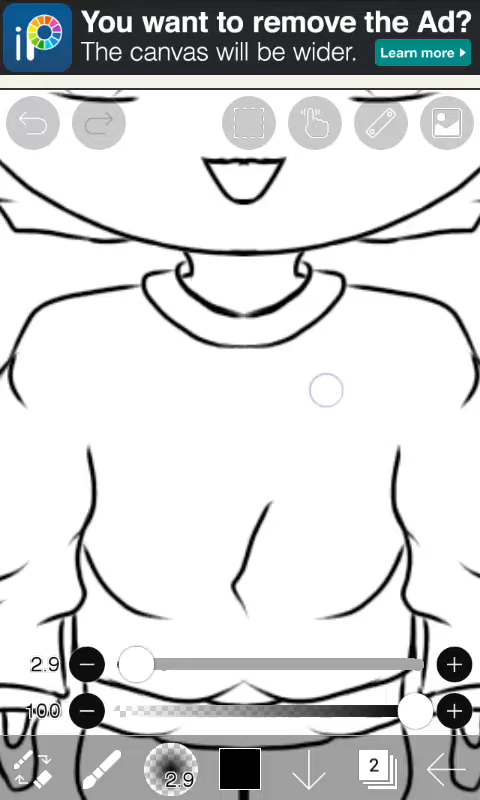 iP
You want to remove the Ad?
The canvas will be wider.
Learn more
2.9
100
2.9
2